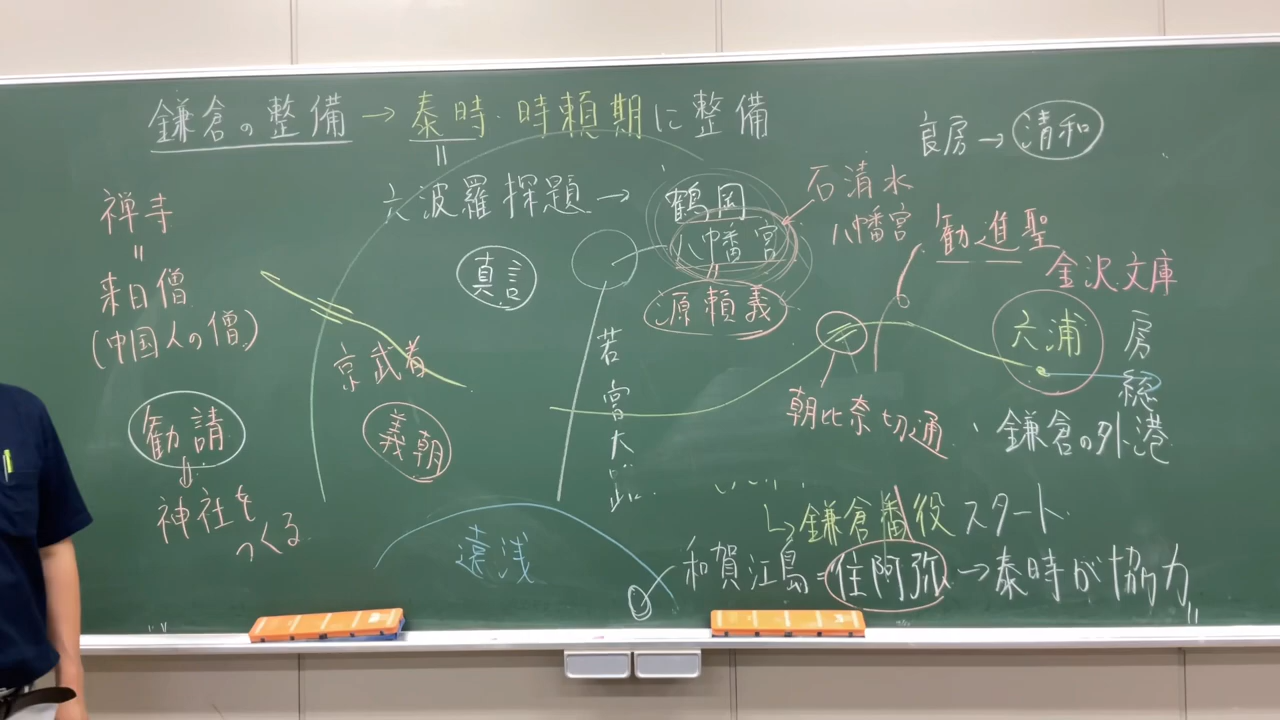 鎌倉の整備→泰時・時頼期に整備
〃
六波羅探題→
良房→清和
鶴岡
八幡宮
〃
源頼義
石清水
八幡宮
勧進聖
金沢文庫
六浦
房
総
禅寺
〃
来日僧
(中国人の僧)
真言
京武者
義朝
勧請
⇓
神社を
つくる
若
宮
大
路
朝比奈切通
、鎌倉の外港
↳鎌倉番役スタート
遠浅
和賀江島=往阿弥→泰時が協力